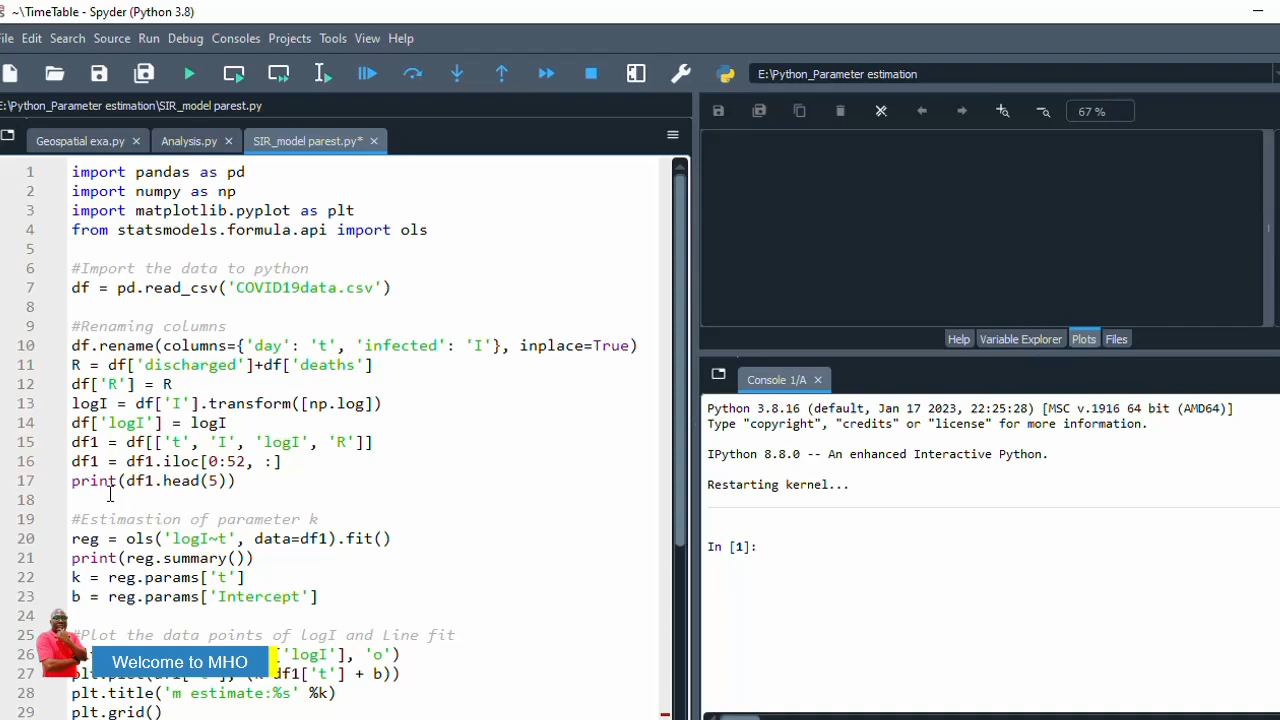 ~\TimeTable - Spyder (Python 3.8)
File Edit Search Source Run Debug Consoles Projects Tools View Help
E:\Python_Parameter estimation
E:\Python_Parameter estimation\SIR_model parest.py
67 %
Geospatial exa.py Analysis.py SIR_model parest.py*
1 import pandas as pd
2 import numpy as np
3 import matplotlib.pyplot as plt
4 from statsmodels.formula.api import ols
5
6 #Import the data to python
7 df = pd.read_csv('COVID19data.csv')
8
9 #Renaming columns
10 df.rename(columns={'day': 't', 'infected': 'I'}, inplace=True)
11 R = df['discharged']+df['deaths']
12 df['R'] = R
13 logI = df['I'].transform([np.log])
14 df['logI'] = logI
15 df1 = df[['t', 'I', 'logI', 'R']]
16 df1 = df1.iloc[0:52, :]
17 print(df1.head(5))
18
19 #Estimastion of parameter k
20 reg = ols('logI~t', data=df1).fit()
21 print(reg.summary())
22 k = reg.params['t']
23 b = reg.params['Intercept']
24
25 #Plot the data points of logI and Line fit
26 ['logI'], 'o')
27 df1['t'] + b))
28 plt.title('m estimate:%s' %k)
29 plt.grid()
Welcome to MHO
Help Variable Explorer Plots Files
Console 1/A
Python 3.8.16 (default, Jan 17 2023, 22:25:28) [MSC v.1916 64 bit (AMD64)]
Type "copyright", "credits" or "license" for more information.
IPython 8.8.0 -- An enhanced Interactive Python.
Restarting kernel...
In [1]: